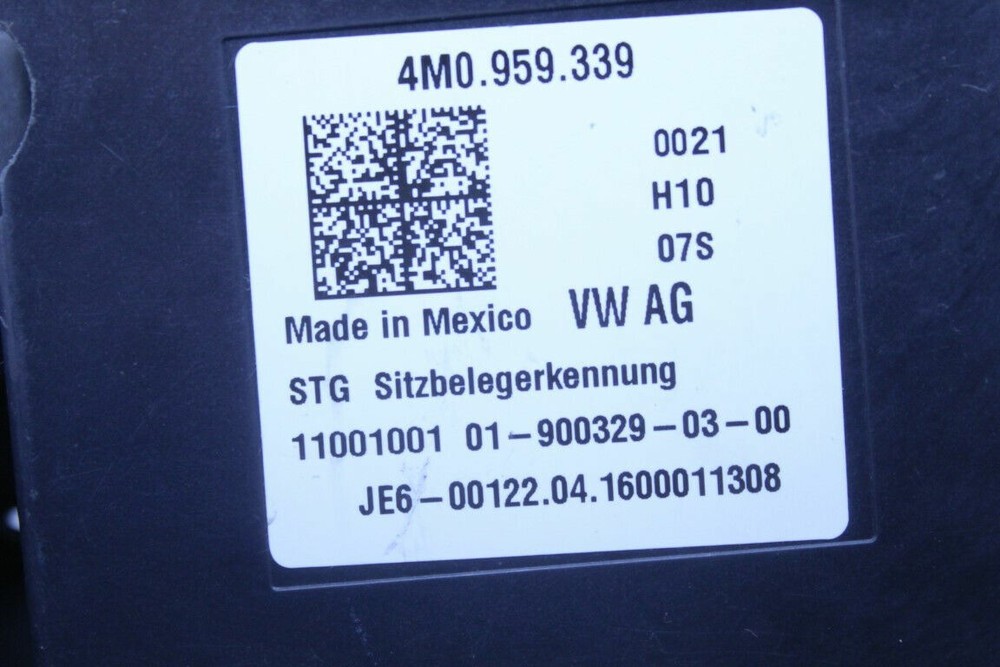 4M0.959.339
0021
H10
07S
Made in Mexico VW AG
STG Sitzbelegerkennung
11001001 01-900329-03-00
JE6-00122.04.1600011308